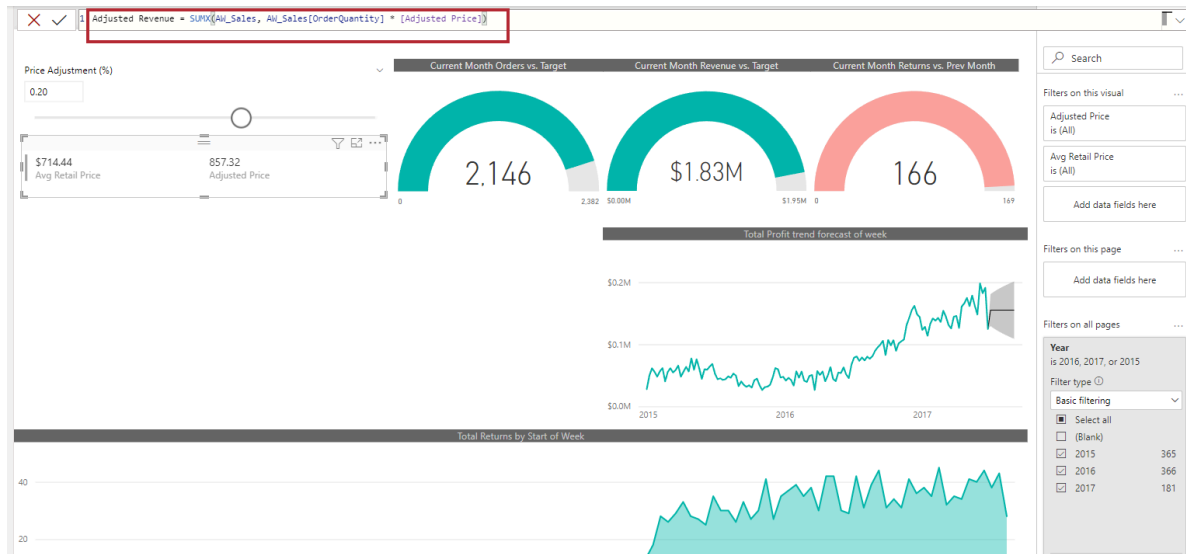 1 Adjusted Revenue = SUMX(AW_Sales, AW_Sales[OrderQuantity] * [Adjusted Price])
Price Adjustment (%)
0.20
$714.44
Avg Retail Price
857.32
Adjusted Price
Current Month Orders vs. Target
2,146
0
2,382
Current Month Revenue vs. Target
$1.83M
$0.00M
$1.95M
Current Month Returns vs. Prev Month
166
0
169
Total Profit trend forecast of week
$0.2M
$0.1M
$0.0M
2015
2016
2017
Total Returns by Start of Week
40
20
Search
Filters on this visual
Adjusted Price
is (All)
Avg Retail Price
is (All)
Add data fields here
Filters on this page
Add data fields here
Filters on all pages
Year
is 2016, 2017, or 2015
Filter type
Basic filtering
Select all
(Blank)
2015 365
2016 366
2017 181